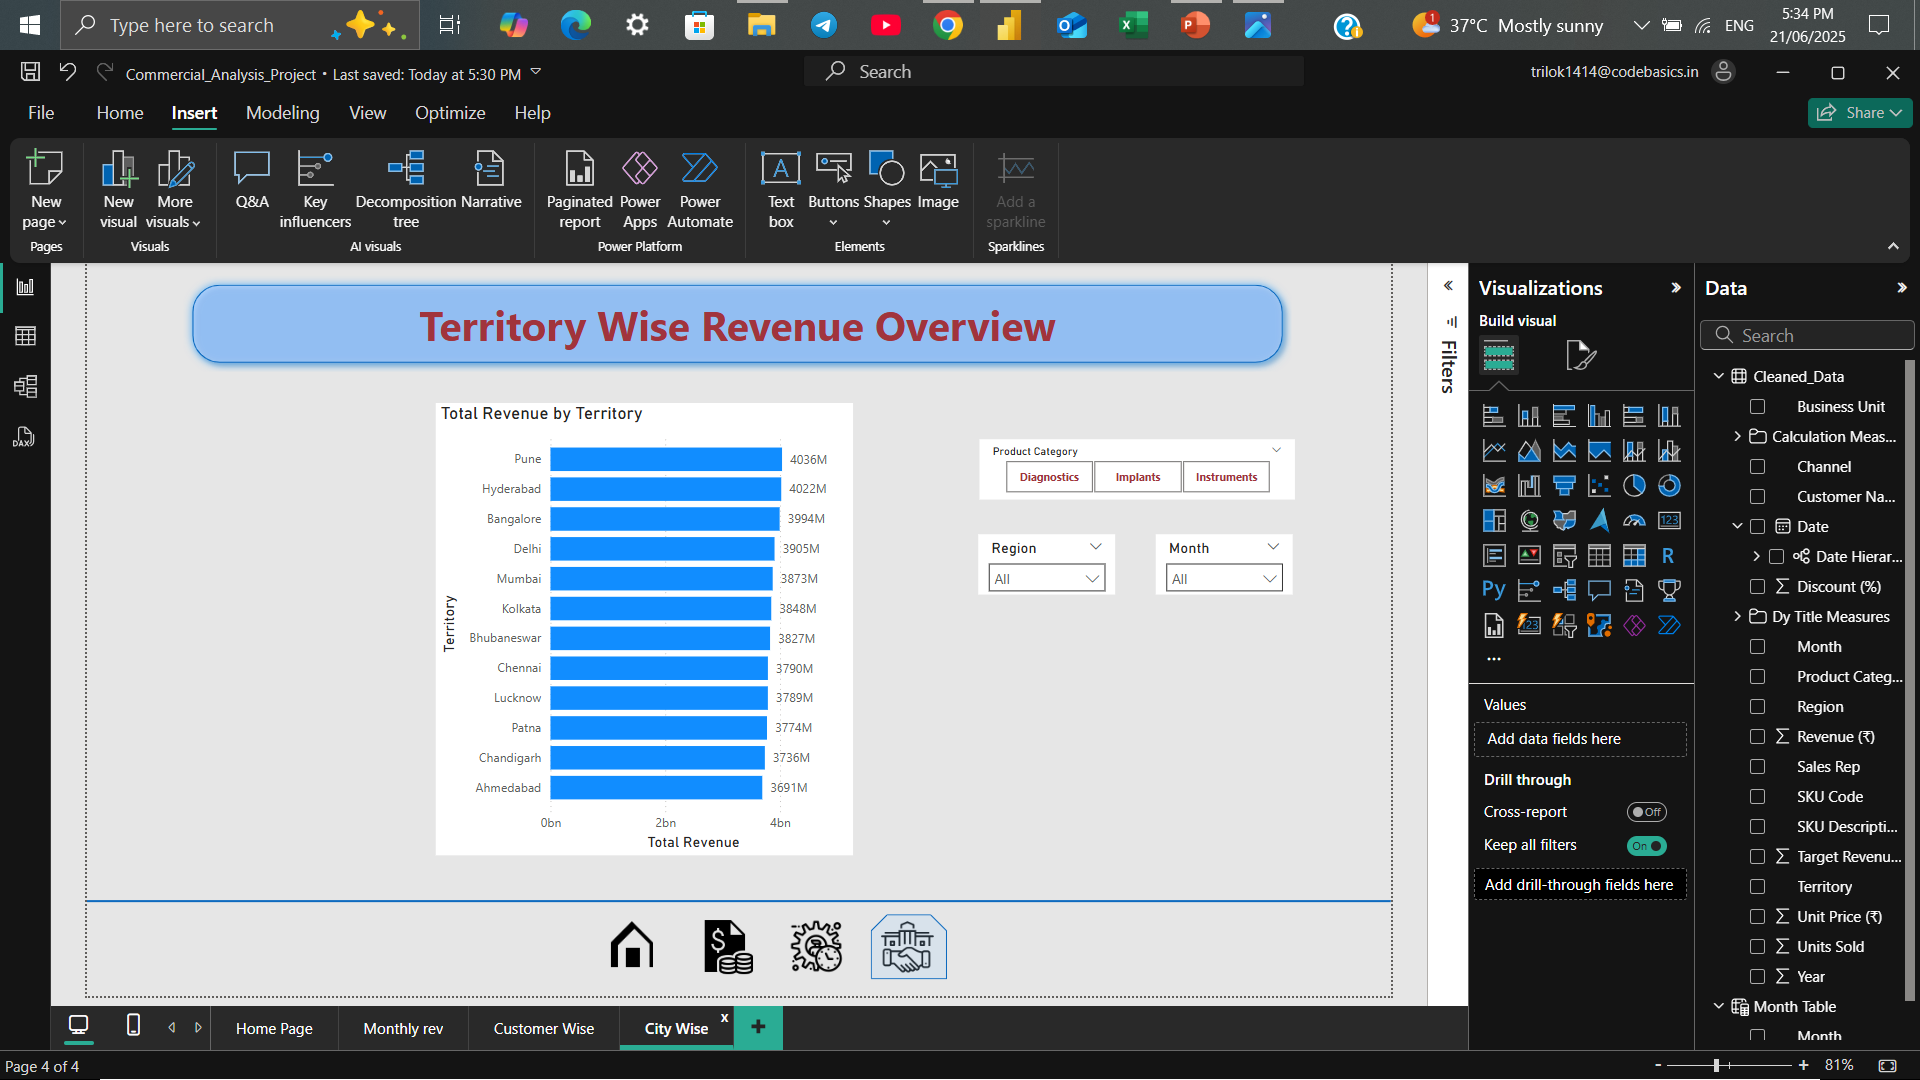 Type here to search
37°C Mostly sunny
ENG
5:34 PM
21/06/2025
Commercial_Analysis_Project • Last saved: Today at 5:30 PM
Search
trilok1414@codebasics.in
File Home Insert Modeling View Optimize Help
Share
New page
Pages
New visual
More visuals
Visuals
Q&A
Key influencers
Decomposition tree
Narrative
AI visuals
Paginated report
Power Apps
Power Automate
Power Platform
Text box
Buttons
Shapes
Image
Elements
Add a sparkline
Sparklines
Territory Wise Revenue Overview
Total Revenue by Territory
Territory
Pune 4036M
Hyderabad 4022M
Bangalore 3994M
Delhi 3905M
Mumbai 3873M
Kolkata 3848M
Bhubaneswar 3827M
Chennai 3790M
Lucknow 3789M
Patna 3774M
Chandigarh 3736M
Ahmedabad 3691M
0bn 2bn 4bn
Total Revenue
Product Category
Diagnostics Implants Instruments
Region
All
Month
All
Filters
Visualizations
Build visual
123
R
Py
123
...
Values
Add data fields here
Drill through
Cross-report Off
Keep all filters On
Add drill-through fields here
Data
Search
Cleaned_Data
Business Unit
Calculation Meas...
Channel
Customer Na...
Date
Date Hierar...
Discount (%)
Dy Title Measures
Month
Product Categ...
Region
Revenue (₹)
Sales Rep
SKU Code
SKU Descripti...
Target Revenu...
Territory
Unit Price (₹)
Units Sold
Year
Month Table
Month
DAX
$
Home Page Monthly rev Customer Wise City Wise x +
Page 4 of 4
- + 81%